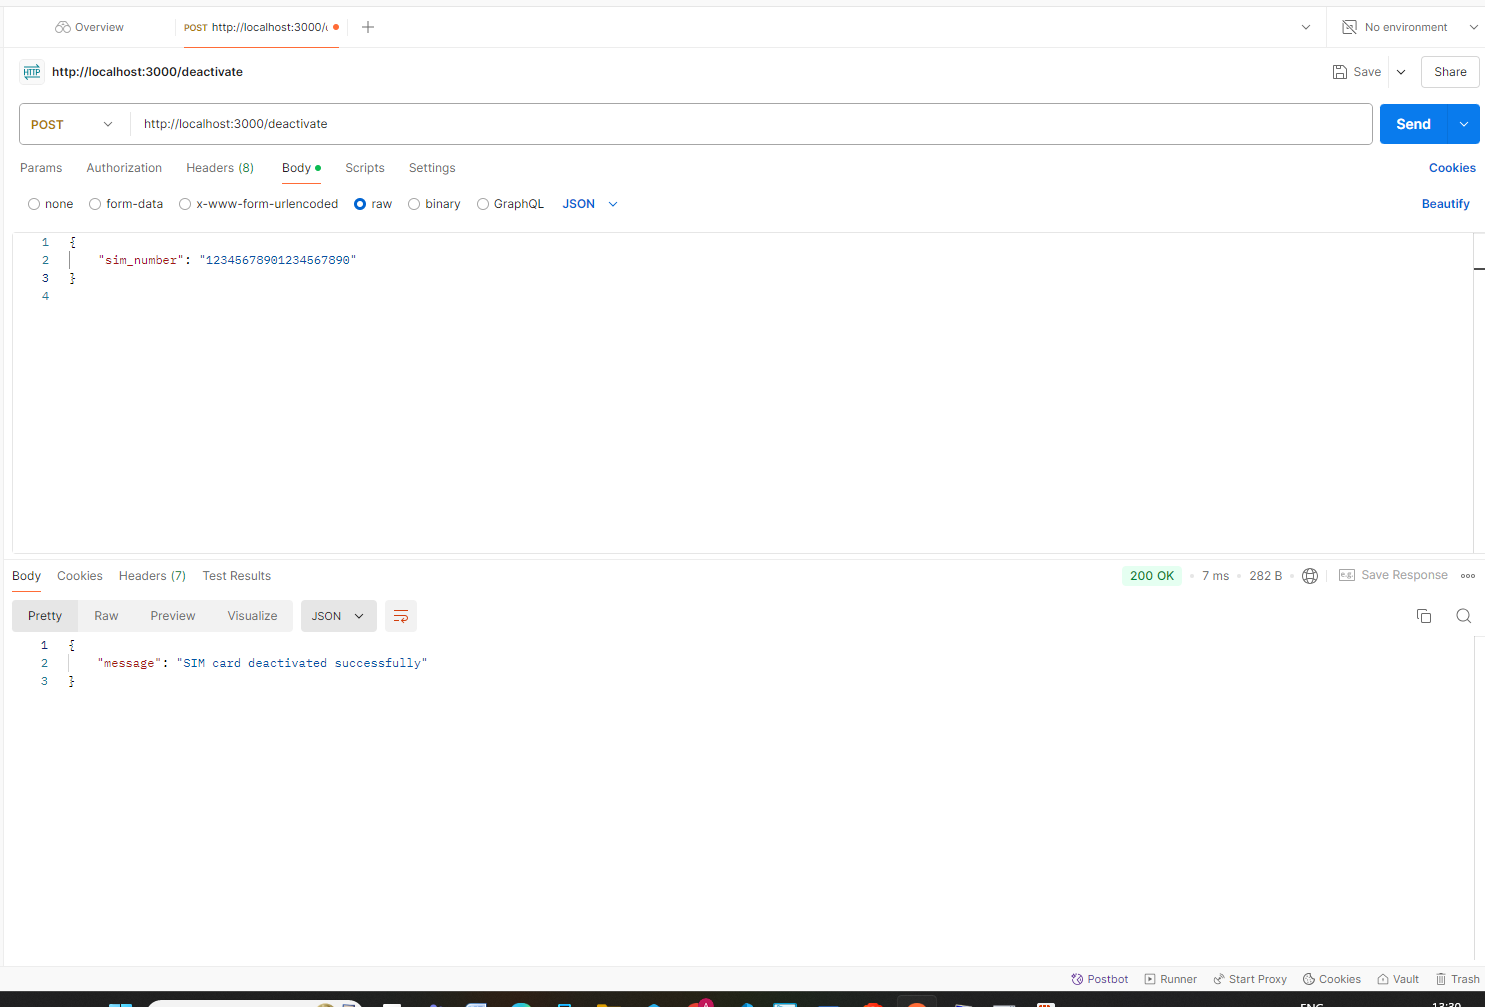 Overview
POST http://localhost:3000/
No environment
HTTP http://localhost:3000/deactivate
Save
Share
POST http://localhost:3000/deactivate
Send
Params Authorization Headers (8) Body Scripts Settings
Cookies
none form-data x-www-form-urlencoded raw binary GraphQL JSON
Beautify
1 {
2 "sim_number": "12345678901234567890"
3 }
4
Body Cookies Headers (7) Test Results
200 OK 7 ms 282 B e.g. Save Response
Pretty Raw Preview Visualize JSON
1 {
2 "message": "SIM card deactivated successfully"
3 }
Postbot Runner Start Proxy Cookies Vault Trash
A
ENG
13:30